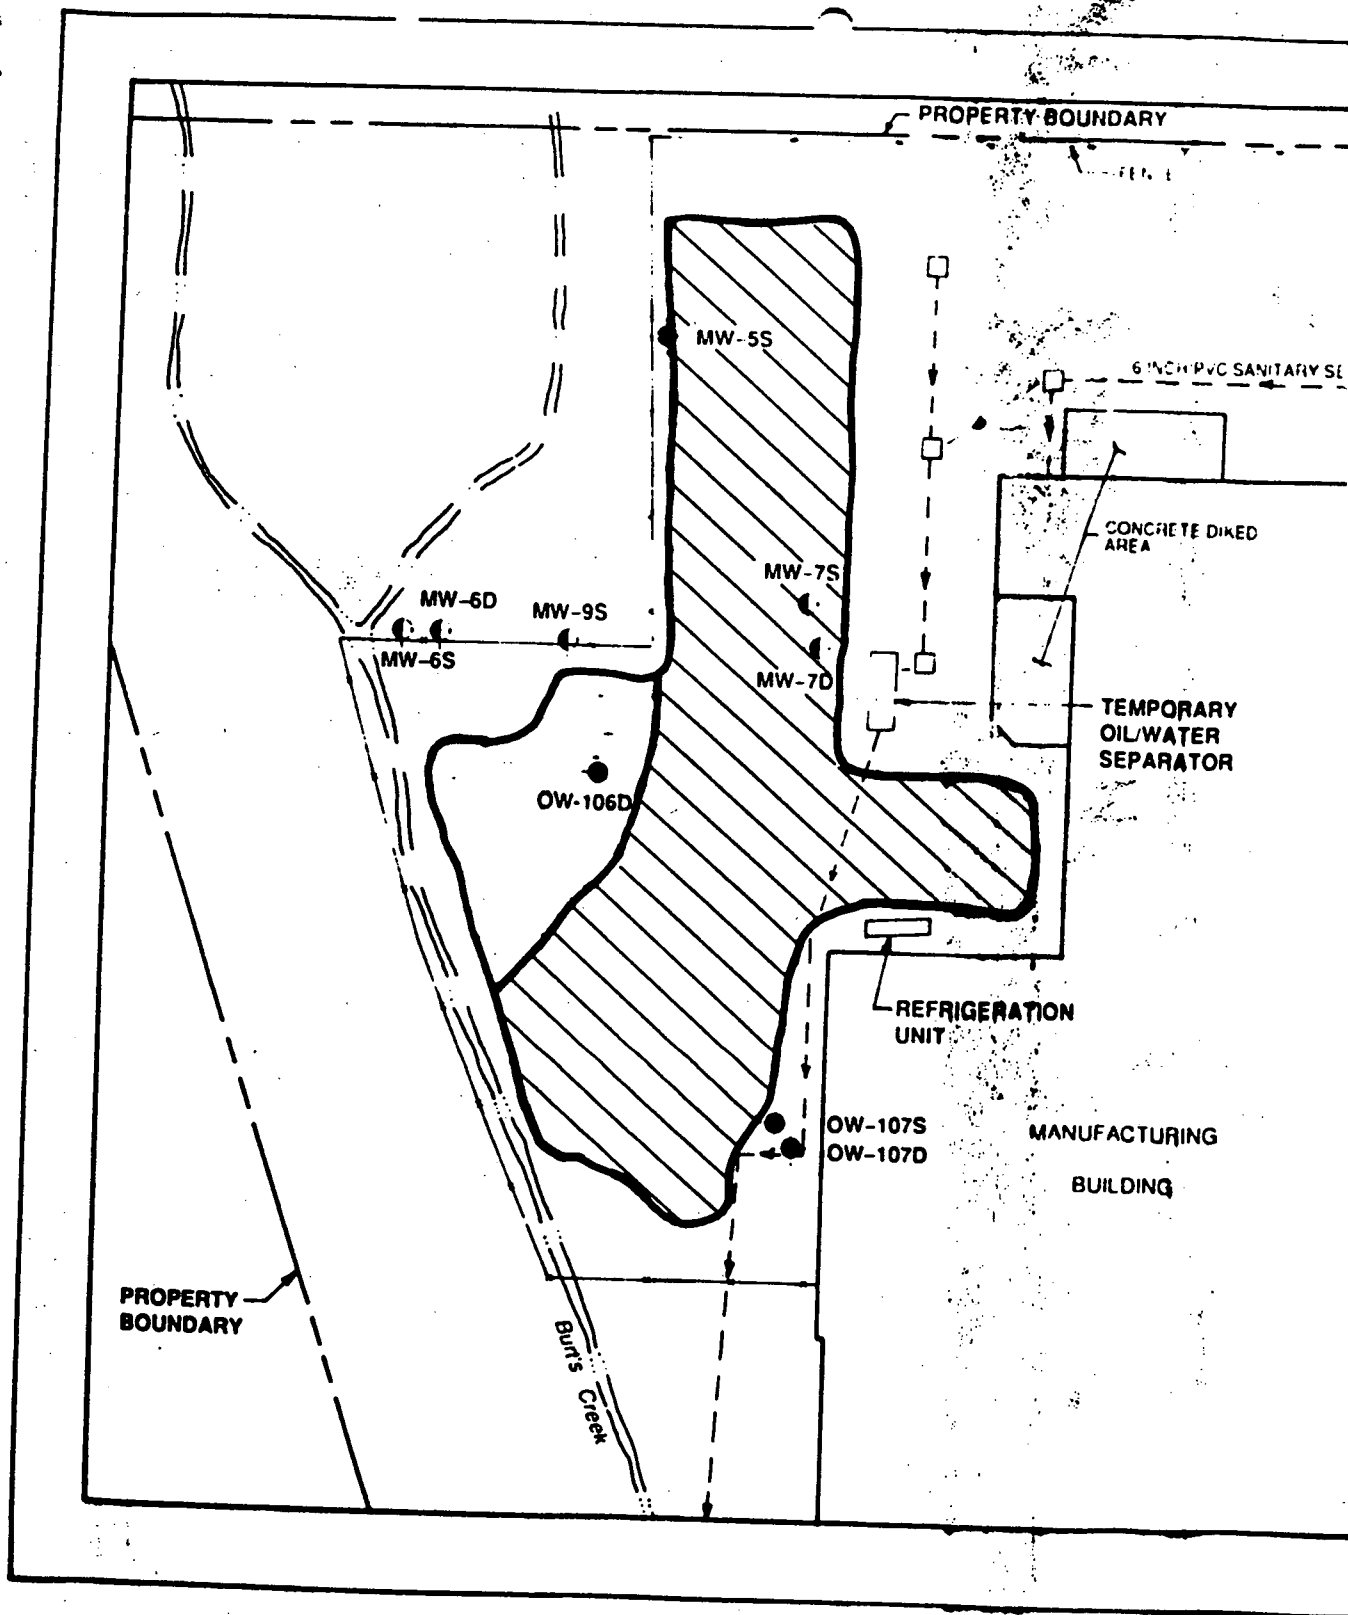 PROPERTY BOUNDARY
MW-5S
6 INCH PVC SANITARY SE
CONCRETE DIKED
AREA
MW-7S
MW-6D
MW-9S
MW-6S
MW-7D
TEMPORARY
OIL/WATER
SEPARATOR
OW-106D
REFRIGERATION
UNIT
OW-107S
OW-107D
MANUFACTURING
BUILDING
PROPERTY
BOUNDARY
Burt's Creek